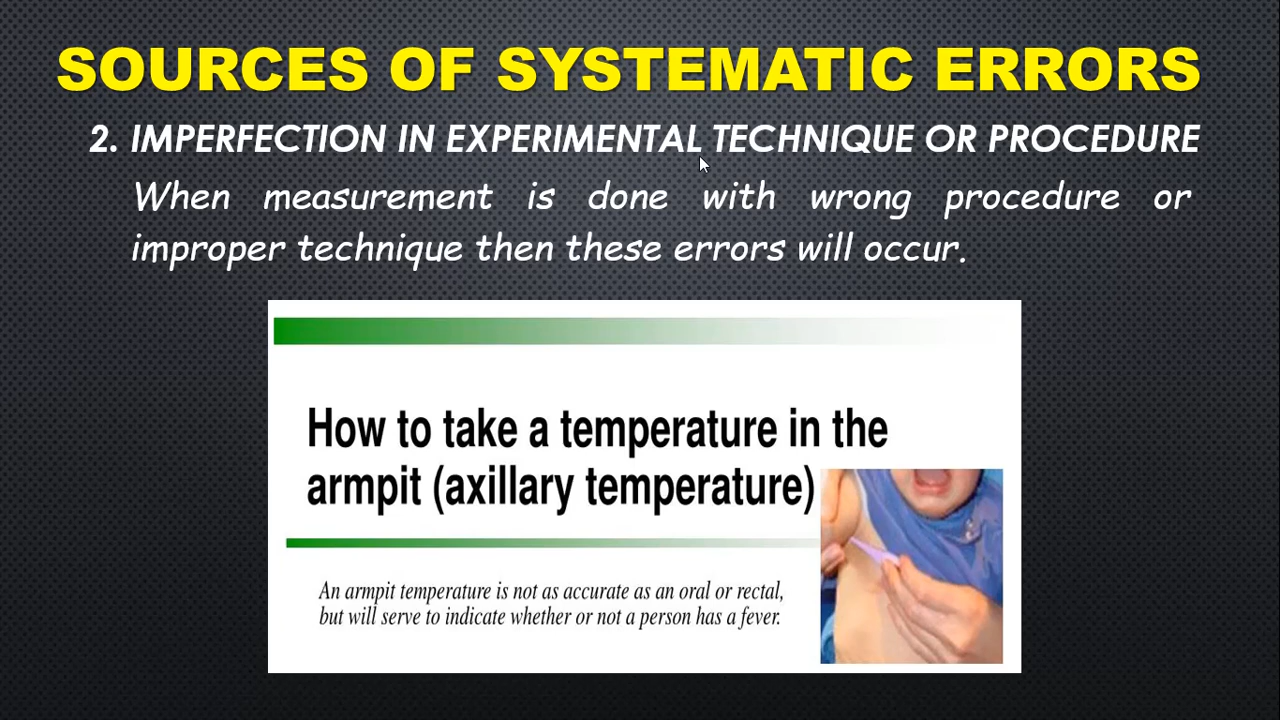 SOURCES OF SYSTEMATIC ERRORS
2. IMPERFECTION IN EXPERIMENTAL TECHNIQUE OR PROCEDURE
When measurement is done with wrong procedure or
improper technique then these errors will occur.
How to take a temperature in the
armpit (axillary temperature)
An armpit temperature is not as accurate as an oral or rectal,
but will serve to indicate whether or not a person has a fever.